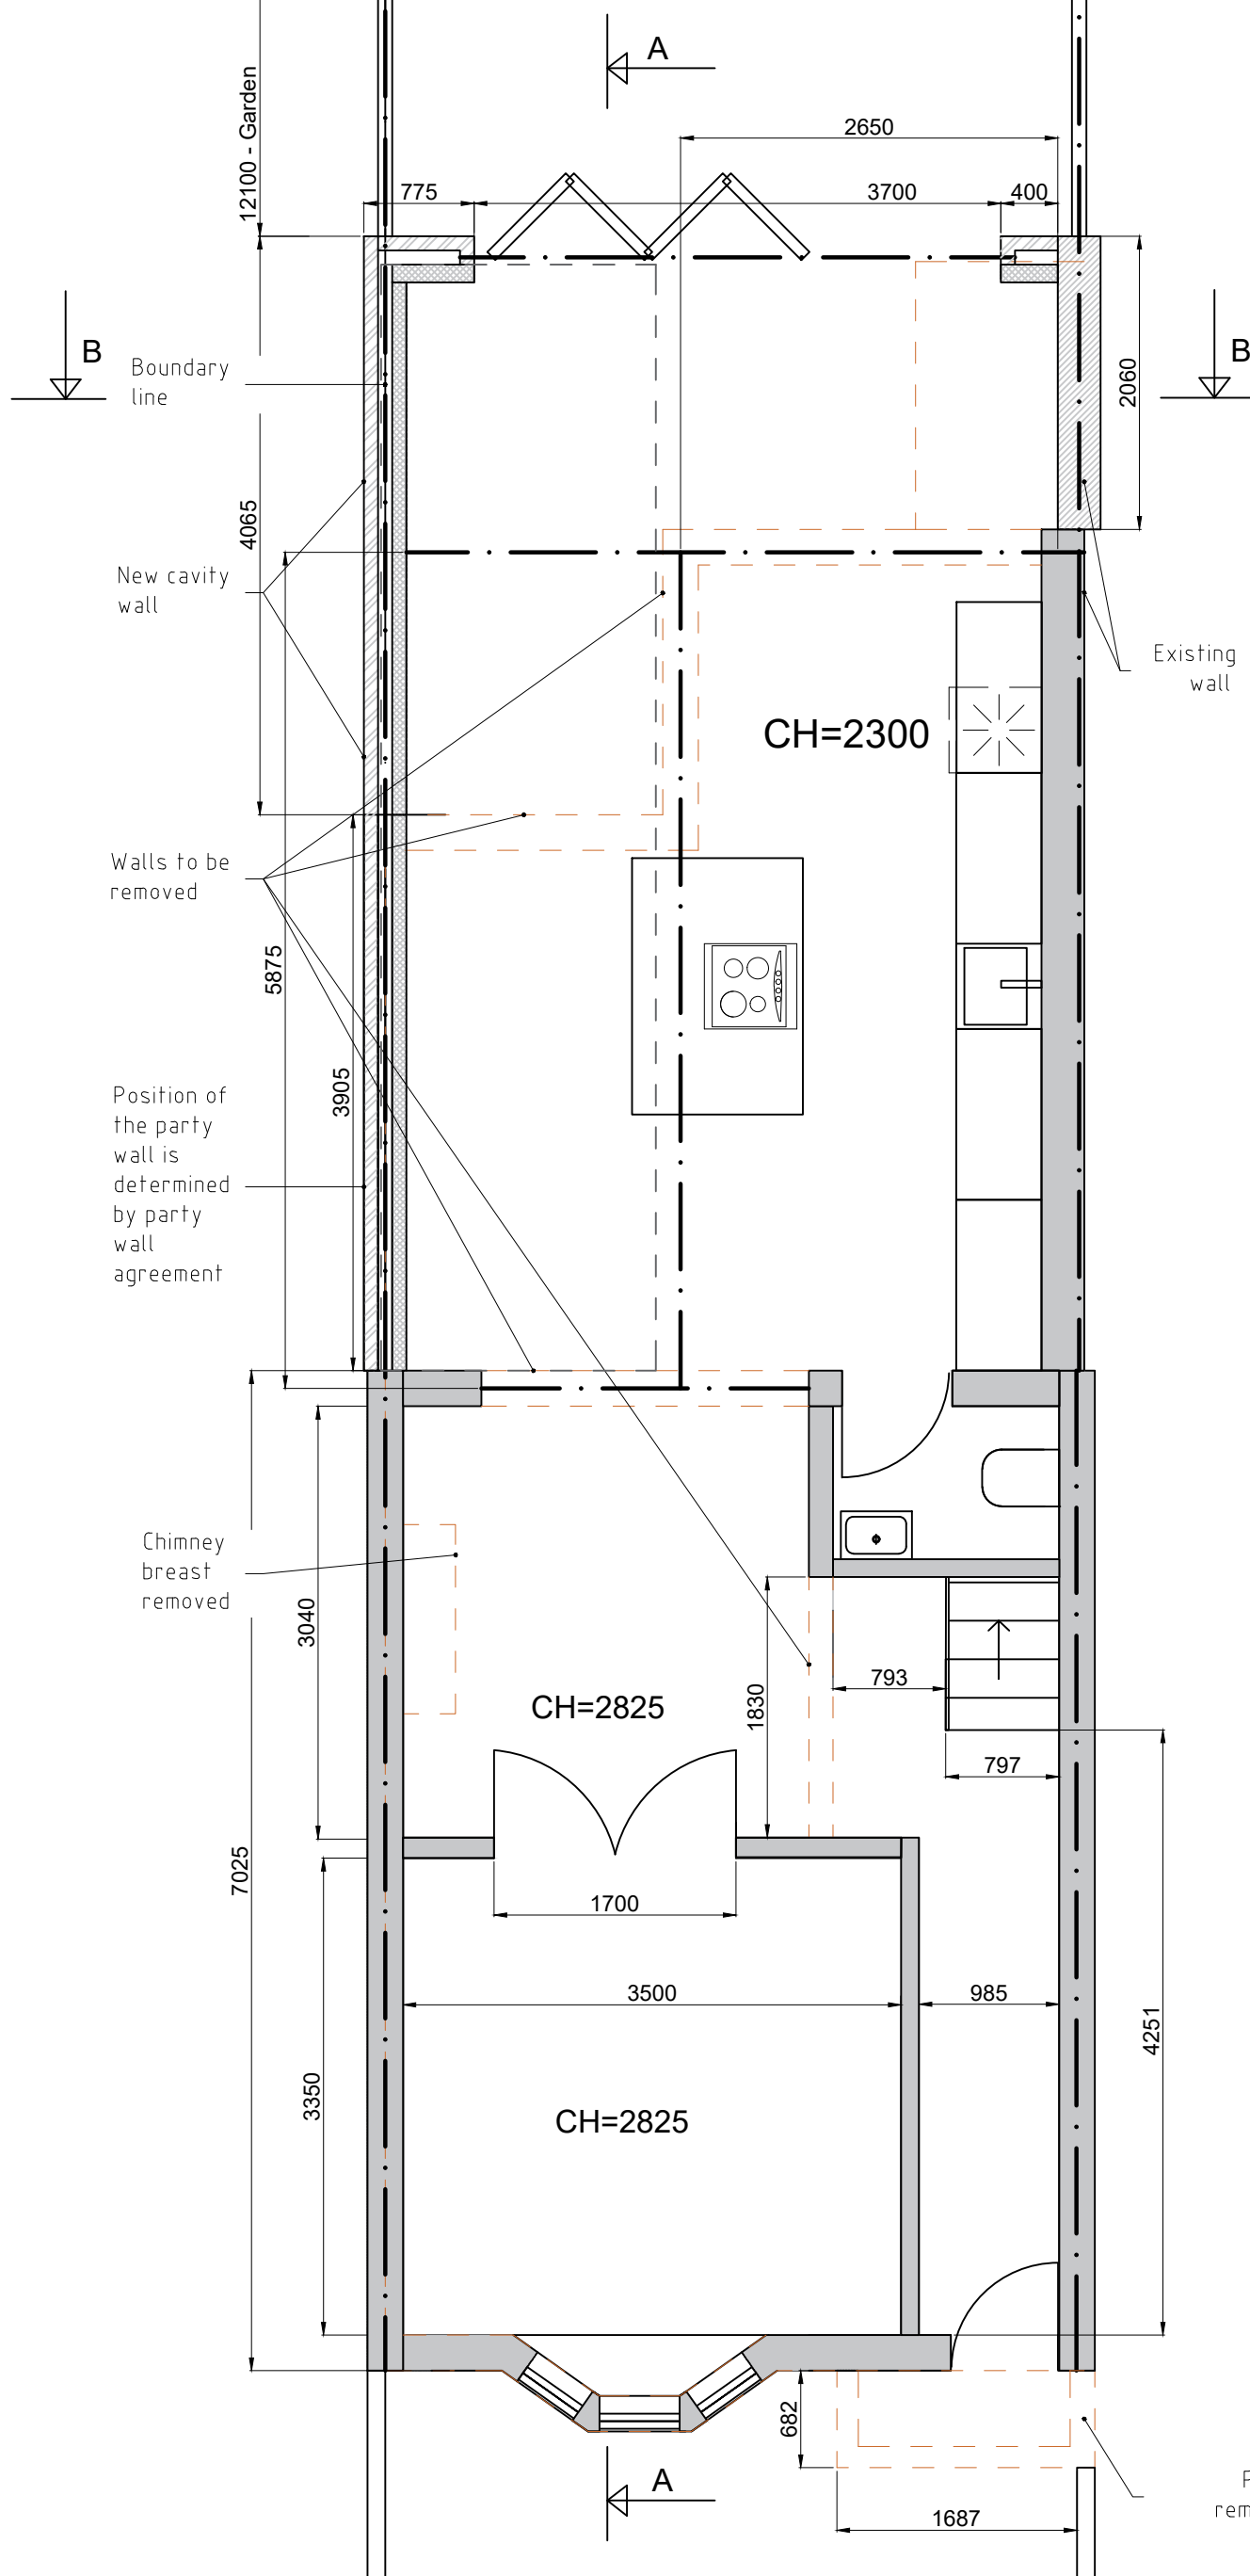 A
12100 - Garden
2650
775
3700
400
B
B
Boundary
line
2060
4065
New cavity
wall
Existing
wall
CH=2300
Walls to be
removed
5875
3905
Position of
the party
wall is
determined
by party
wall
agreement
Chimney
breast
removed
3040
793
1830
CH=2825
797
7025
1700
3500
985
4251
3350
CH=2825
682
A
1687